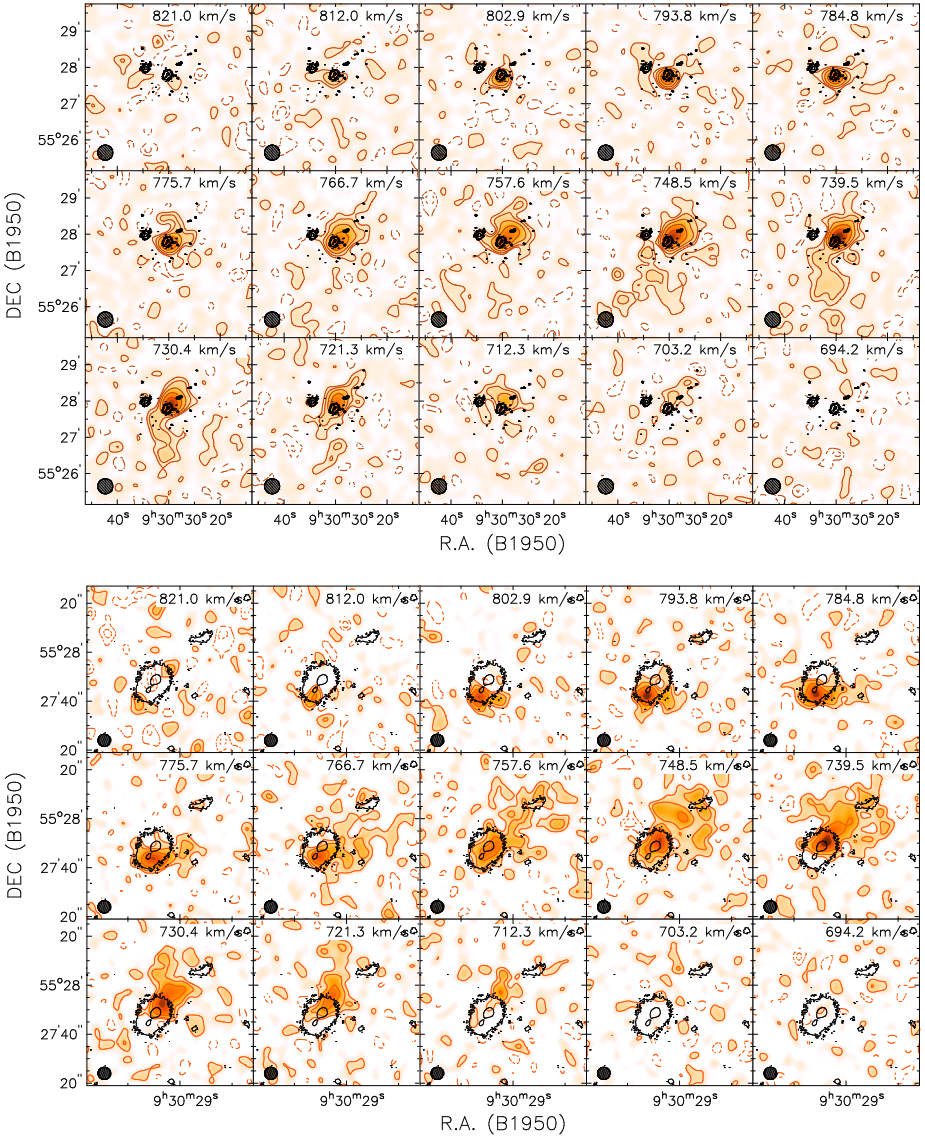 821.0 km/s 812.0 km/s 802.9 km/s 793.8 km/s 784.8 km/s
29'
28'
27'
55°26'
775.7 km/s 766.7 km/s 757.6 km/s 748.5 km/s 739.5 km/s
29'
28'
27'
55°26'
DEC (B1950)
730.4 km/s 721.3 km/s 712.3 km/s 703.2 km/s 694.2 km/s
29'
28'
27'
55°26'
40ˢ 9ʰ30ᵐ30ˢ 20ˢ 40ˢ 9ʰ30ᵐ30ˢ 20ˢ 40ˢ 9ʰ30ᵐ30ˢ 20ˢ 40ˢ 9ʰ30ᵐ30ˢ 20ˢ 40ˢ 9ʰ30ᵐ30ˢ 20ˢ
R.A. (B1950)
821.0 km/s 812.0 km/s 802.9 km/s 793.8 km/s 784.8 km/s
20"
55°28'
27'40"
20"
775.7 km/s 766.7 km/s 757.6 km/s 748.5 km/s 739.5 km/s
20"
55°28'
27'40"
20"
DEC (B1950)
730.4 km/s 721.3 km/s 712.3 km/s 703.2 km/s 694.2 km/s
20"
55°28'
27'40"
20"
9ʰ30ᵐ29ˢ 9ʰ30ᵐ29ˢ 9ʰ30ᵐ29ˢ 9ʰ30ᵐ29ˢ 9ʰ30ᵐ29ˢ
R.A. (B1950)